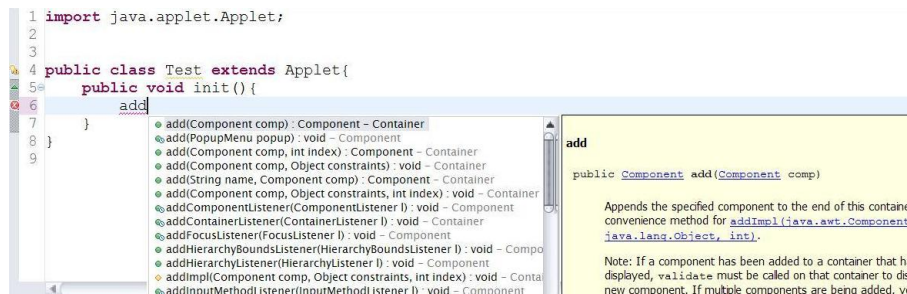 1 import java.applet.Applet;
2
3
4 public class Test extends Applet{
5 public void init(){
6 add
7 }
8 }
9
add(Component comp) : Component – Container
add(PopupMenu popup) : void – Component
add(Component comp, int index) : Component – Container
add(Component comp, Object constraints) : void – Container
add(String name, Component comp) : Component – Container
add(Component comp, Object constraints, int index) : void – Container
addComponentListener(ComponentListener l) : void – Component
addContainerListener(ContainerListener l) : void – Container
addFocusListener(FocusListener l) : void – Component
addHierarchyBoundsListener(HierarchyBoundsListener l) : void – Compo
addHierarchyListener(HierarchyListener l) : void – Component
addImpl(Component comp, Object constraints, int index) : void – Contai
addInputMethodListener(InputMethodListener l) : void – Component
add
public Component add(Component comp)
Appends the specified component to the end of this containe
convenience method for addImpl(java.awt.Component
java.lang.Object, int).
Note: If a component has been added to a container that h
displayed, validate must be called on that container to dis
new component. If multiple components are being added, y